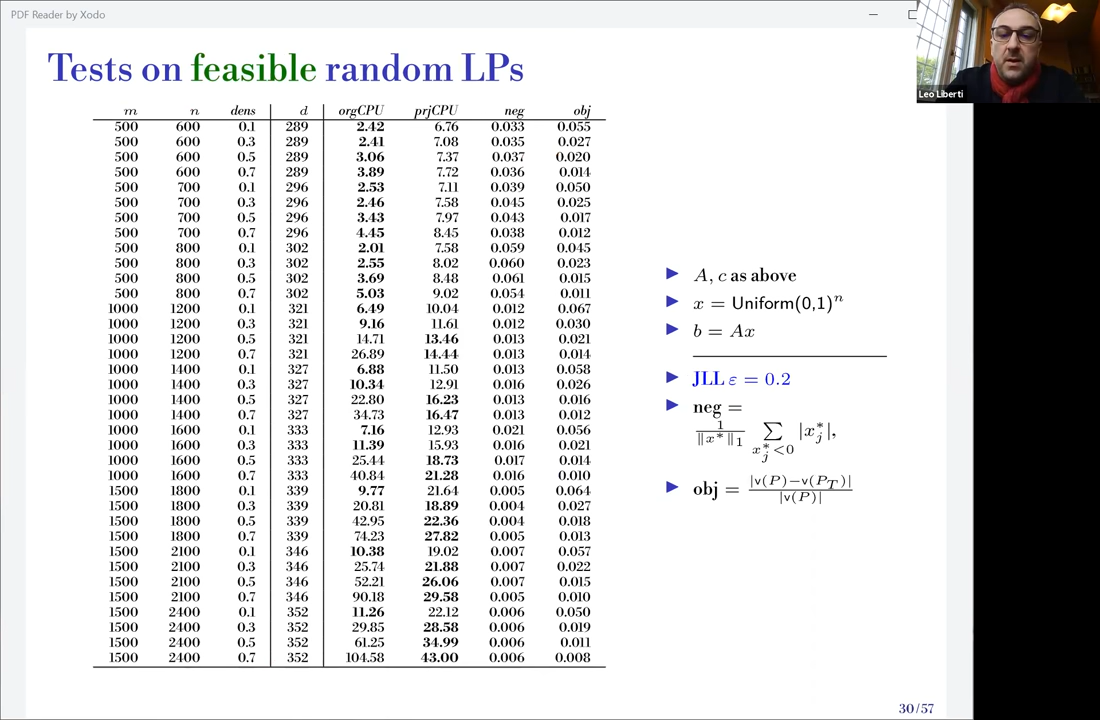 PDF Reader by Xodo
Leo Liberti
Tests on feasible random LPs
m n dens d orgCPU prjCPU neg obj
500 600 0.1 289 2.42 6.76 0.033 0.055
500 600 0.3 289 2.41 7.08 0.035 0.027
500 600 0.5 289 3.06 7.37 0.037 0.020
500 600 0.7 289 3.89 7.72 0.036 0.014
500 700 0.1 296 2.53 7.11 0.039 0.050
500 700 0.3 296 2.46 7.58 0.045 0.025
500 700 0.5 296 3.43 7.97 0.043 0.017
500 700 0.7 296 4.45 8.45 0.038 0.012
500 800 0.1 302 2.01 7.58 0.059 0.045
500 800 0.3 302 2.55 8.02 0.060 0.023
500 800 0.5 302 3.69 8.48 0.061 0.015
500 800 0.7 302 5.03 9.02 0.054 0.011
1000 1200 0.1 321 6.49 10.04 0.012 0.067
1000 1200 0.3 321 9.16 11.61 0.012 0.030
1000 1200 0.5 321 14.71 13.46 0.013 0.021
1000 1200 0.7 321 26.89 14.44 0.013 0.014
1000 1400 0.1 327 6.88 11.50 0.013 0.058
1000 1400 0.3 327 10.34 12.91 0.016 0.026
1000 1400 0.5 327 22.80 16.23 0.013 0.016
1000 1400 0.7 327 34.73 16.47 0.013 0.012
1000 1600 0.1 333 7.16 12.93 0.021 0.056
1000 1600 0.3 333 11.39 15.93 0.016 0.021
1000 1600 0.5 333 25.44 18.73 0.017 0.014
1000 1600 0.7 333 40.84 21.28 0.016 0.010
1500 1800 0.1 339 9.77 21.64 0.005 0.064
1500 1800 0.3 339 20.81 18.89 0.004 0.027
1500 1800 0.5 339 42.95 22.36 0.004 0.018
1500 1800 0.7 339 74.23 27.82 0.005 0.013
1500 2100 0.1 346 10.38 19.02 0.007 0.057
1500 2100 0.3 346 25.74 21.88 0.007 0.022
1500 2100 0.5 346 52.21 26.06 0.007 0.015
1500 2100 0.7 346 90.18 29.58 0.005 0.010
1500 2400 0.1 352 11.26 22.12 0.006 0.050
1500 2400 0.3 352 29.85 28.58 0.006 0.019
1500 2400 0.5 352 61.25 34.99 0.006 0.011
1500 2400 0.7 352 104.58 43.00 0.006 0.008
▶ A, c as above
▶ x = Uniform(0,1)^n
▶ b = Ax
▶ JLL ε = 0.2
▶ neg =
1/‖x*‖₁ ∑_{x*_j<0} |x*_j|,
▶ obj = |v(P)−v(P_T)|/|v(P)|
30/57